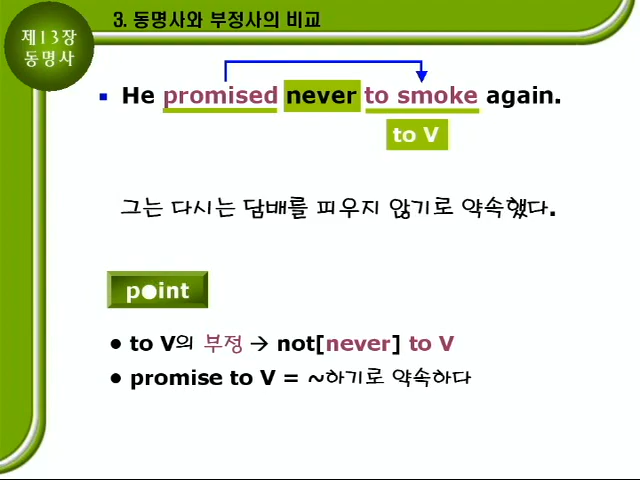 제13장
동명사
3. 동명사와 부정사의 비교
▪ He promised never to smoke again.
to V
그는 다시는 담배를 피우지 않기로 약속했다.
point
● to V의 부정 → not[never] to V
● promise to V = ~하기로 약속하다